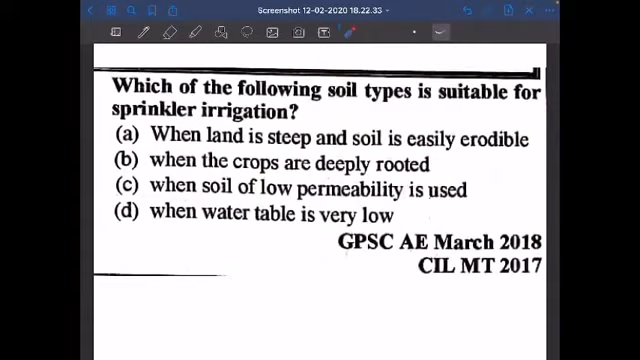 Screenshot 12-02-2020 18.22.33
Which of the following soil types is suitable for
sprinkler irrigation?
(a) When land is steep and soil is easily erodible
(b) when the crops are deeply rooted
(c) when soil of low permeability is used
(d) when water table is very low
GPSC AE March 2018
CIL MT 2017